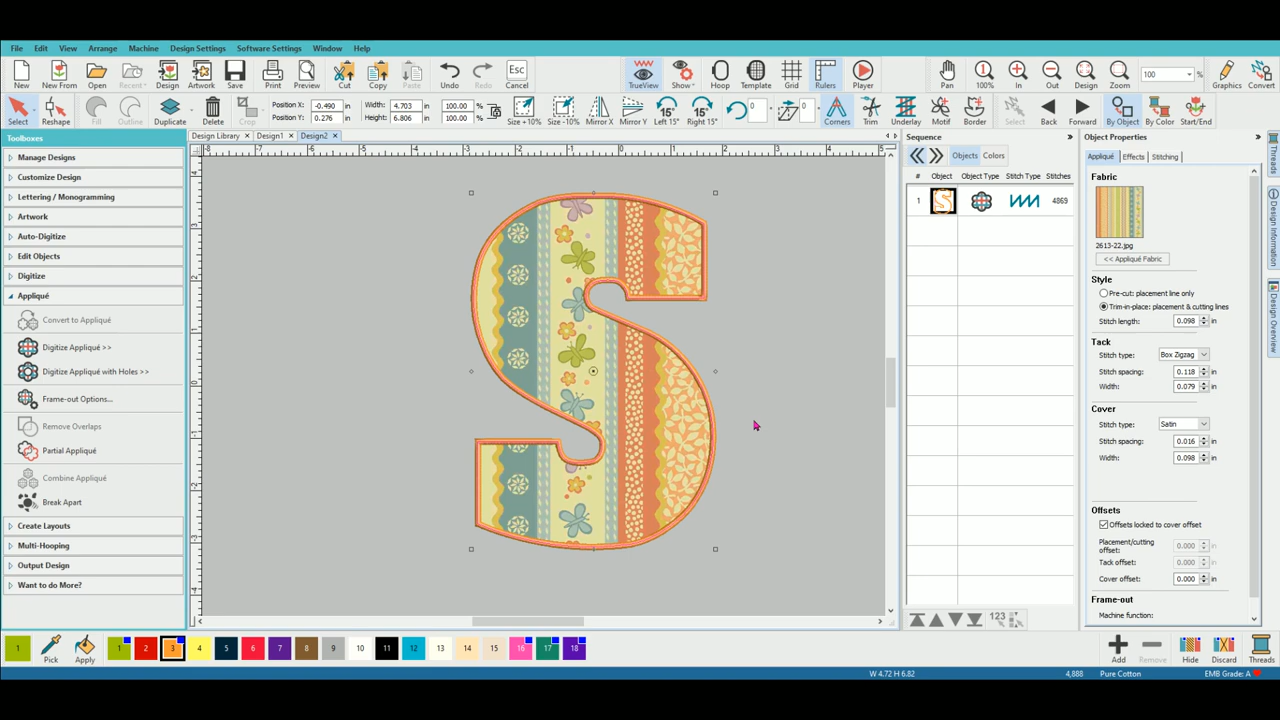 File Edit View Arrange Machine Design Settings Software Settings Window Help
New New From Open Recent Design Artwork Save Print Preview Cut Copy Paste Undo Redo Esc Cancel TrueView Show Hoop Template Grid Rulers Player Pan 1 100% In Out Design Zoom 100 Graphics Convert
Select Reshape Fill Outline Duplicate Delete Crop Position X: -0.490 in Width: 4.703 in 100.00 % Size +10% Size -10% Mirror X Mirror Y Left 15° Right 15° 0 Corners Trim 0 Underlay Motif Border Select Back Forward By Object By Color Start/End
Position Y: 0.276 in Height: 6.806 in 100.00 %
Toolboxes
Manage Designs
Customize Design
Lettering / Monogramming
Artwork
Auto-Digitize
Edit Objects
Digitize
Appliqué
Convert to Appliqué
Digitize Appliqué >>
Digitize Appliqué with Holes >>
Frame-out Options...
Remove Overlaps
Partial Appliqué
Combine Appliqué
Break Apart
Create Layouts
Multi-Hooping
Output Design
Want to do More?
Design Library Design1 Design2
Sequence
Objects Colors
# Object Object Type Stitch Type Stitches
1 4869
Object Properties
Appliqué Effects Stitching
Fabric
2613-22.jpg
<< Appliqué Fabric
Style
Pre-cut: placement line only
Trim-in-place: placement & cutting lines
Stitch length: 0.098 in
Tack
Stitch type: Box Zigzag
Stitch spacing: 0.118 in
Width: 0.079 in
Cover
Stitch type: Satin
Stitch spacing: 0.016 in
Width: 0.098 in
Offsets
Offsets locked to cover offset
Placement/cutting offset: 0.000 in
Tack offset: 0.000 in
Cover offset: 0.000 in
Frame-out
Machine function:
Threads
Design Information
Design Overview
1 Pick Apply 1 2 3 4 5 6 7 8 9 10 11 12 13 14 15 16 17 18 Add Remove Hide Discard Threads
W 4.72 H 6.82 4,888 Pure Cotton EMB Grade: A